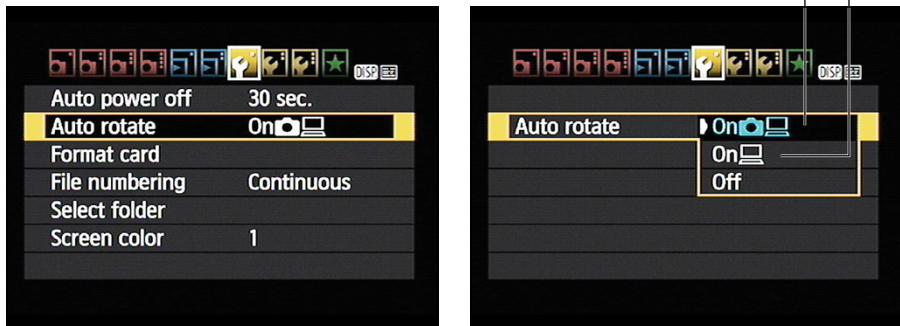 DISP
Auto power off 30 sec.
Auto rotate On
Format card
File numbering Continuous
Select folder
Screen color 1
DISP
Auto rotate On
On
Off